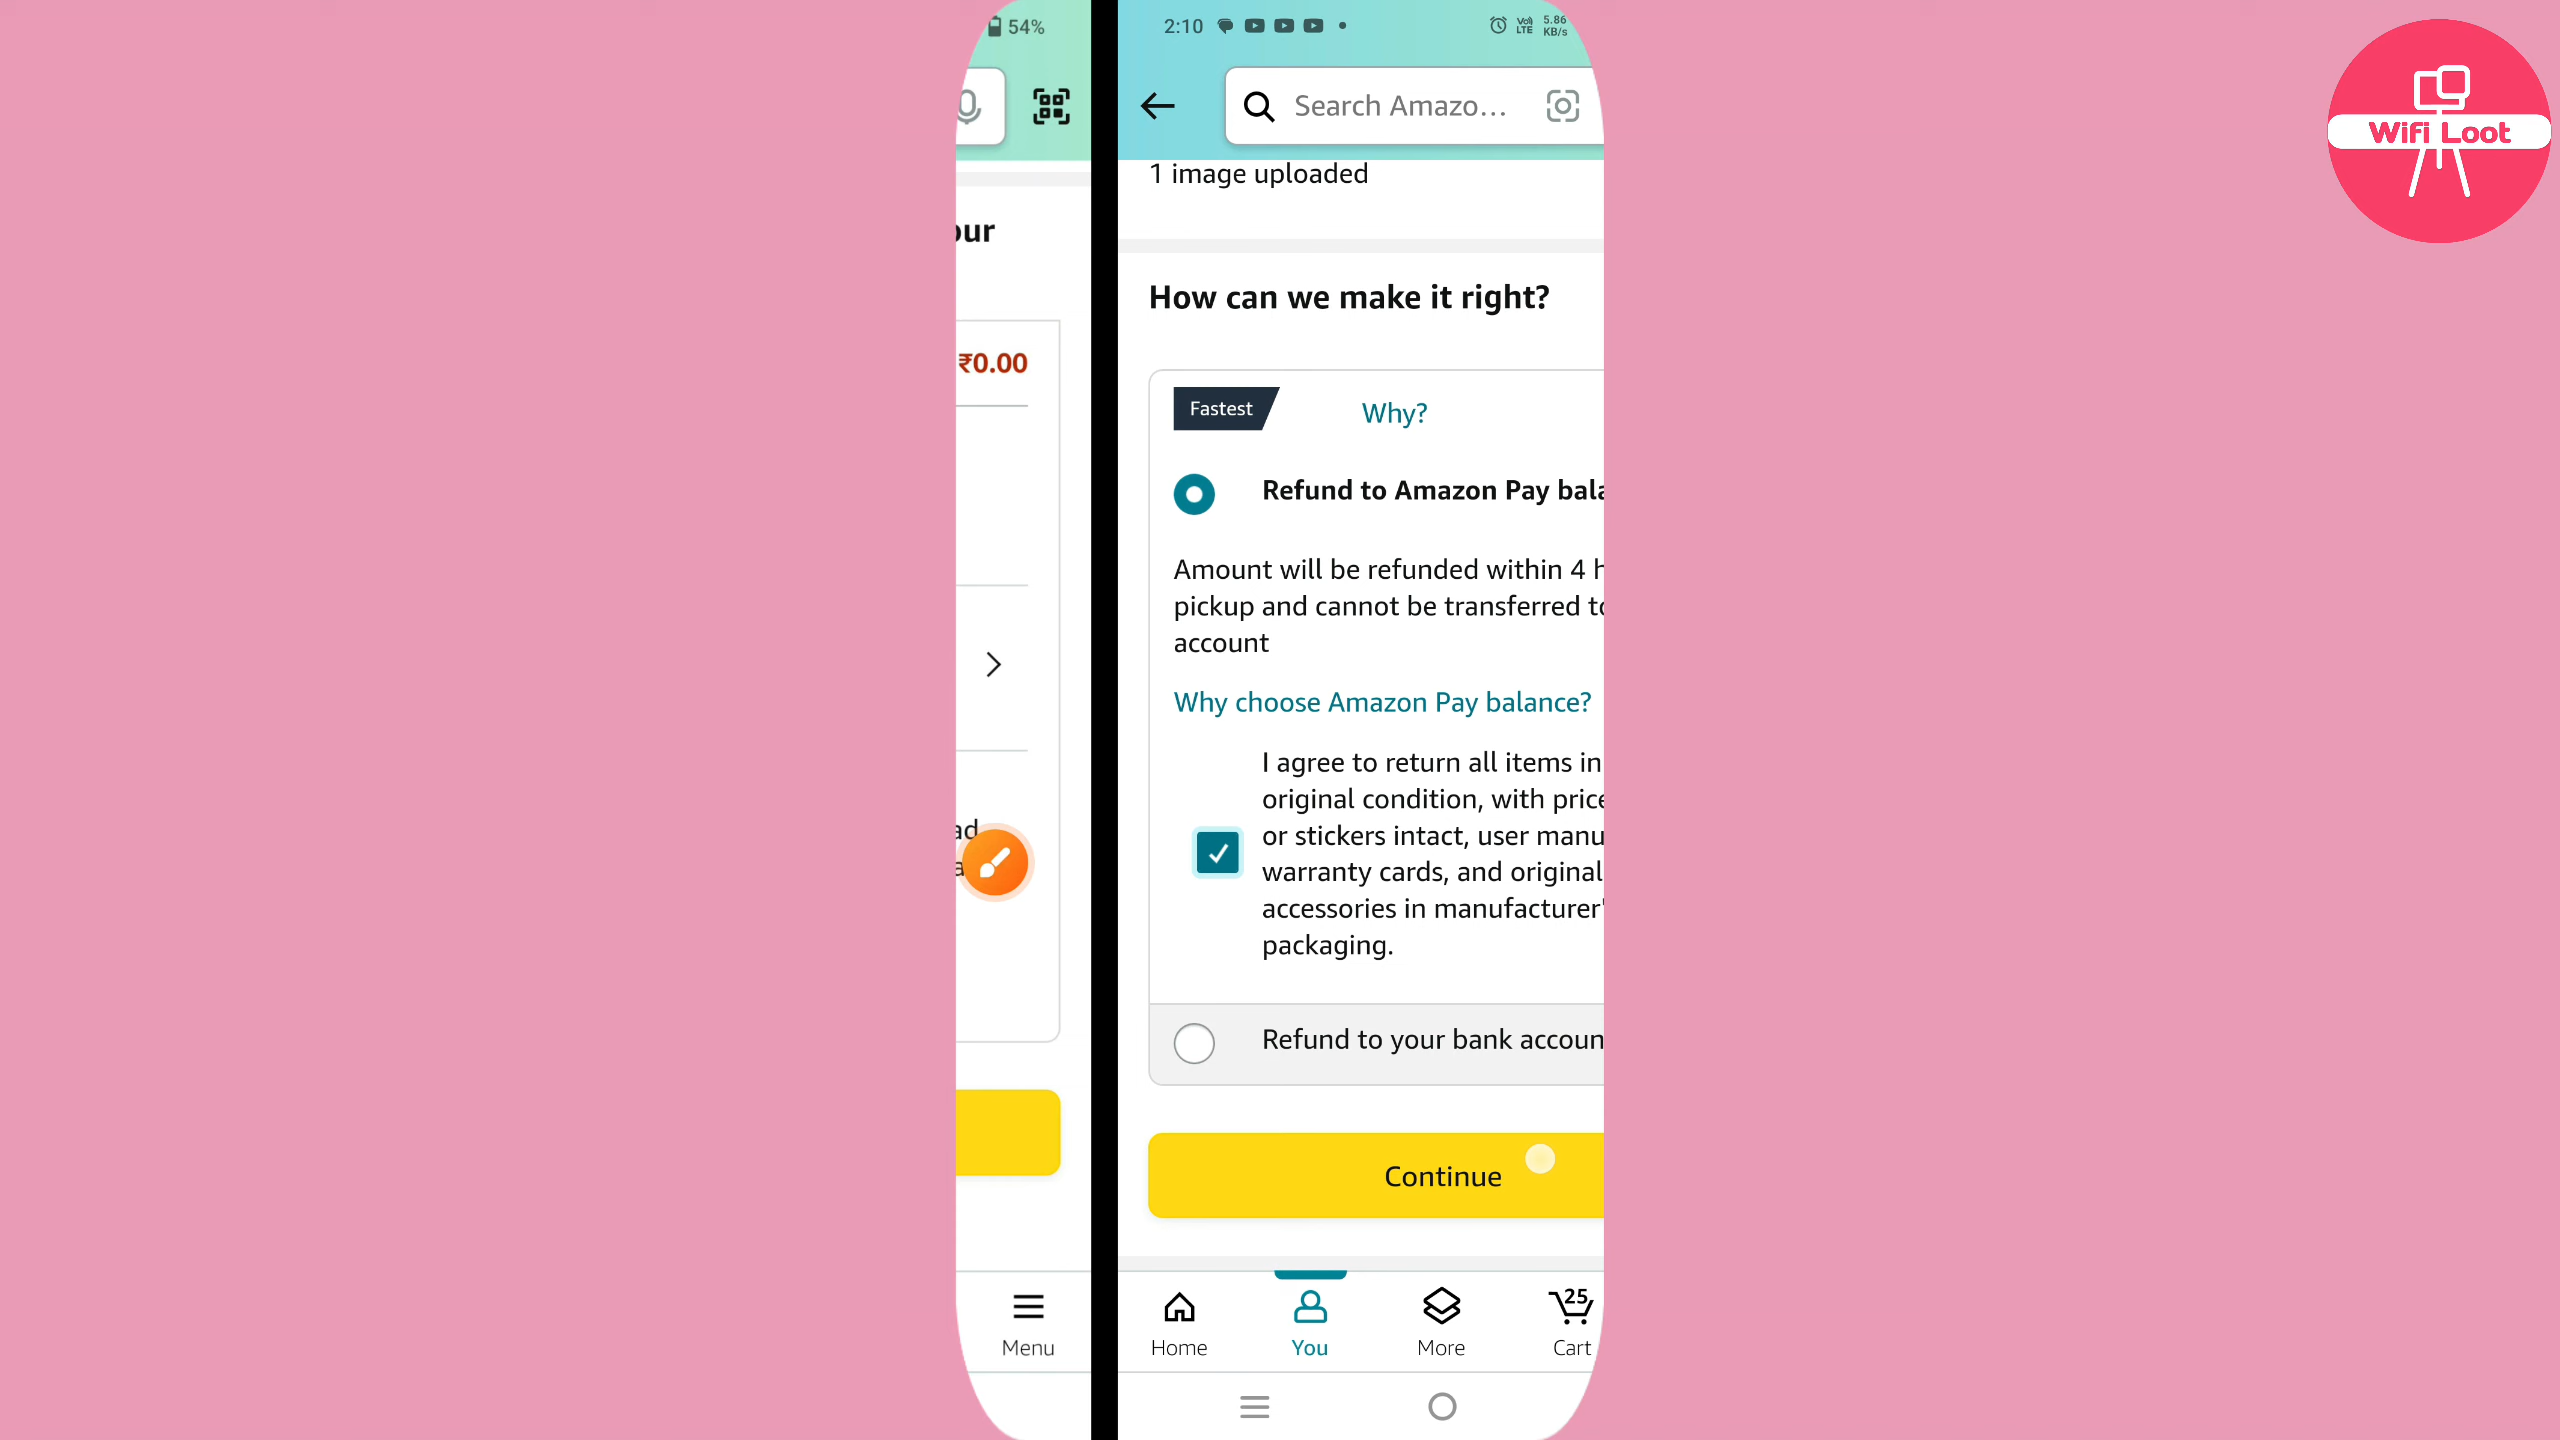 54%
our
₹0.00
Menu
2:10
5.86
KB/s
Vo)
LTE
Search Amazo...
1 image uploaded
How can we make it right?
Fastest
Why?
Refund to Amazon Pay bala
Amount will be refunded within 4 h
pickup and cannot be transferred to
account
Why choose Amazon Pay balance?
I agree to return all items in
original condition, with price
or stickers intact, user manu
warranty cards, and original
accessories in manufacturer'
packaging.
Refund to your bank accoun
Continue
Home
You
More
25
Cart
WiFi Loot